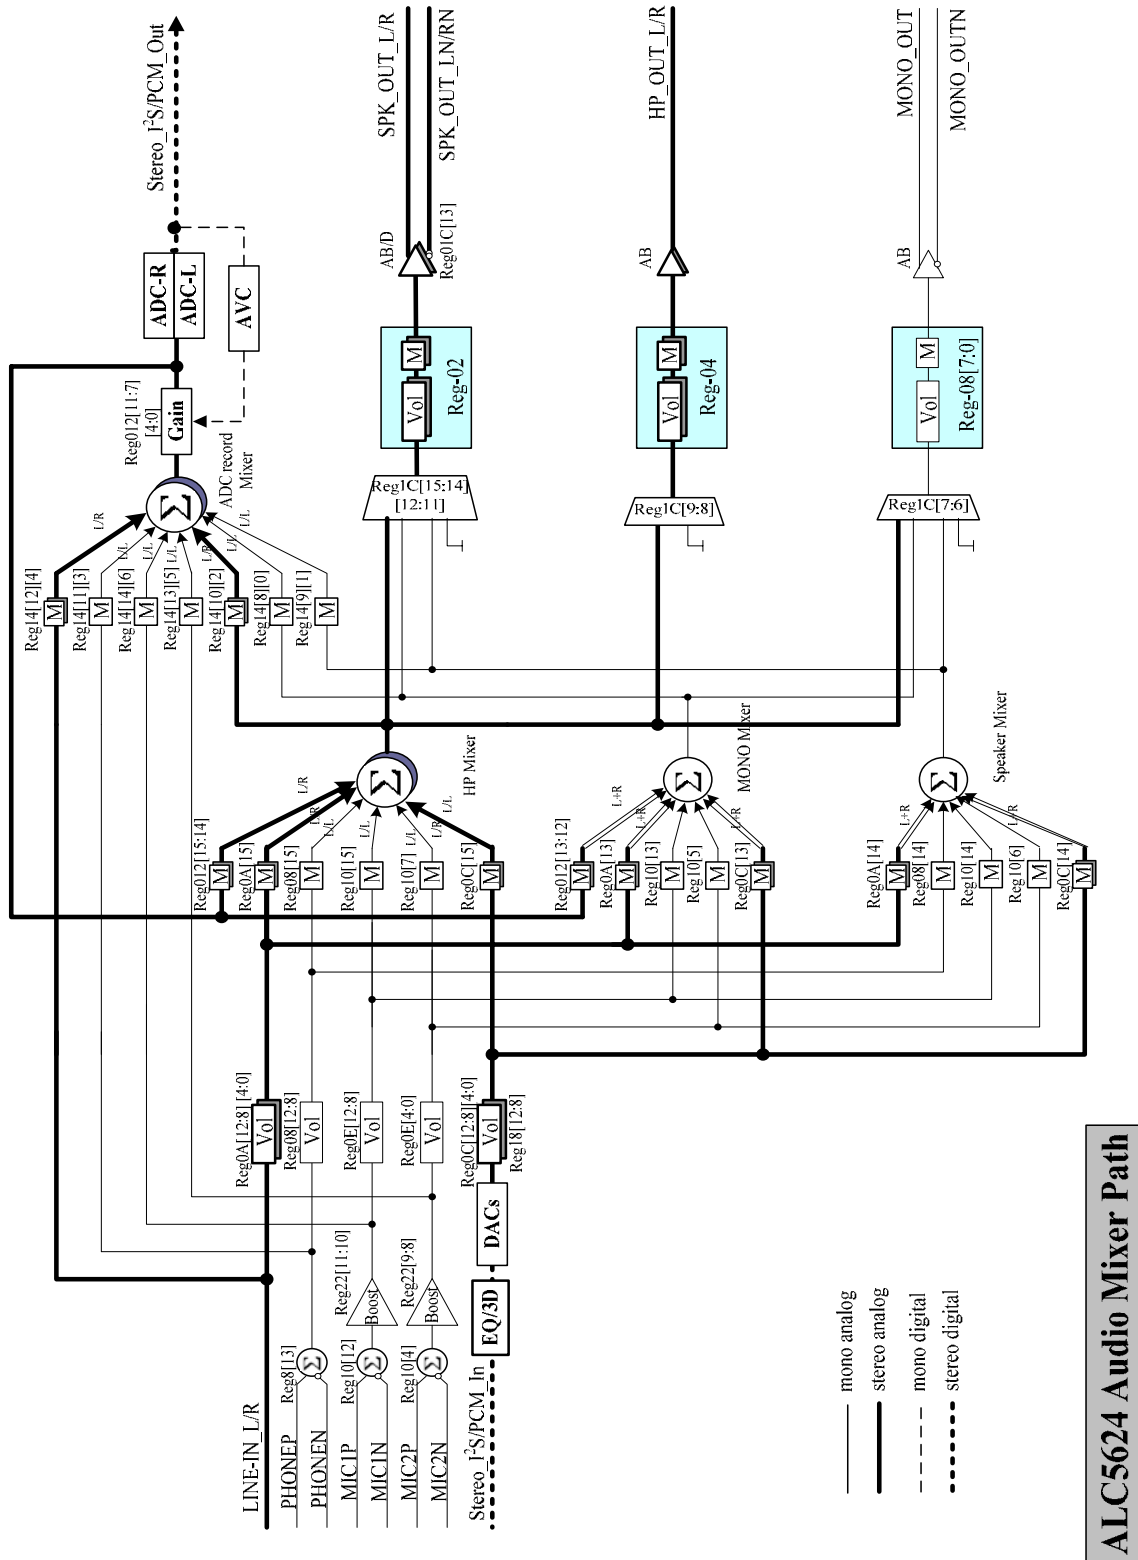 ALC5624 Audio Mixer Path
LINE-IN_L/R
PHONEP
PHONEN
MIC1P
MIC1N
MIC2P
MIC2N
Stereo_I²S/PCM_In
Reg8[13]
Σ
Reg10[12]
Σ
Reg10[4]
Σ
Reg22[11:10]
Boost
Reg22[9:8]
Boost
EQ/3D
DACs
Reg0A[12:8][4:0]
Vol
Reg08[12:8]
Vol
Reg0E[12:8]
Vol
Reg0E[4:0]
Vol
Reg0C[12:8][4:0]
Vol
Reg18[12:8]
Reg012[15:14]
M
Reg0A[15]
M
Reg08[15]
M
Reg10[15]
M
Reg10[7]
M
Reg0C[15]
M
L/R
L/R
L/L
L/L
L/L
L/R
L/L
Σ
HP Mixer
Reg012[13:12]
M
Reg0A[13]
M
Reg10[13]
M
Reg10[5]
M
Reg0C[13]
M
L+R
L+R
L+R
Σ
MONO Mixer
Reg0A[14]
M
Reg08[14]
M
Reg10[14]
M
Reg10[6]
M
Reg0C[14]
M
L+R
L+R
Σ
Speaker Mixer
Reg14[12][4]
M
Reg14[11][3]
M
Reg14[14][6]
M
Reg14[13][5]
M
Reg14[10][2]
M
Reg14[8][0]
M
Reg14[9][1]
M
L/R
L/L
L/L
L/L
L/R
L/L
L/L
Σ
ADC record
Mixer
Reg012[11:7]
[4:0]
Gain
ADC-R
ADC-L
AVC
Stereo_I²S/PCM_Out
Reg1C[15:14]
[12:11]
Vol
M
Reg-02
AB/D
Reg01C[13]
SPK_OUT_L/R
SPK_OUT_LN/RN
Reg1C[9:8]
Vol
M
Reg-04
AB
HP_OUT_L/R
Reg1C[7:6]
Vol
M
Reg-08[7:0]
AB
MONO_OUT
MONO_OUTN
mono analog
stereo analog
mono digital
stereo digital